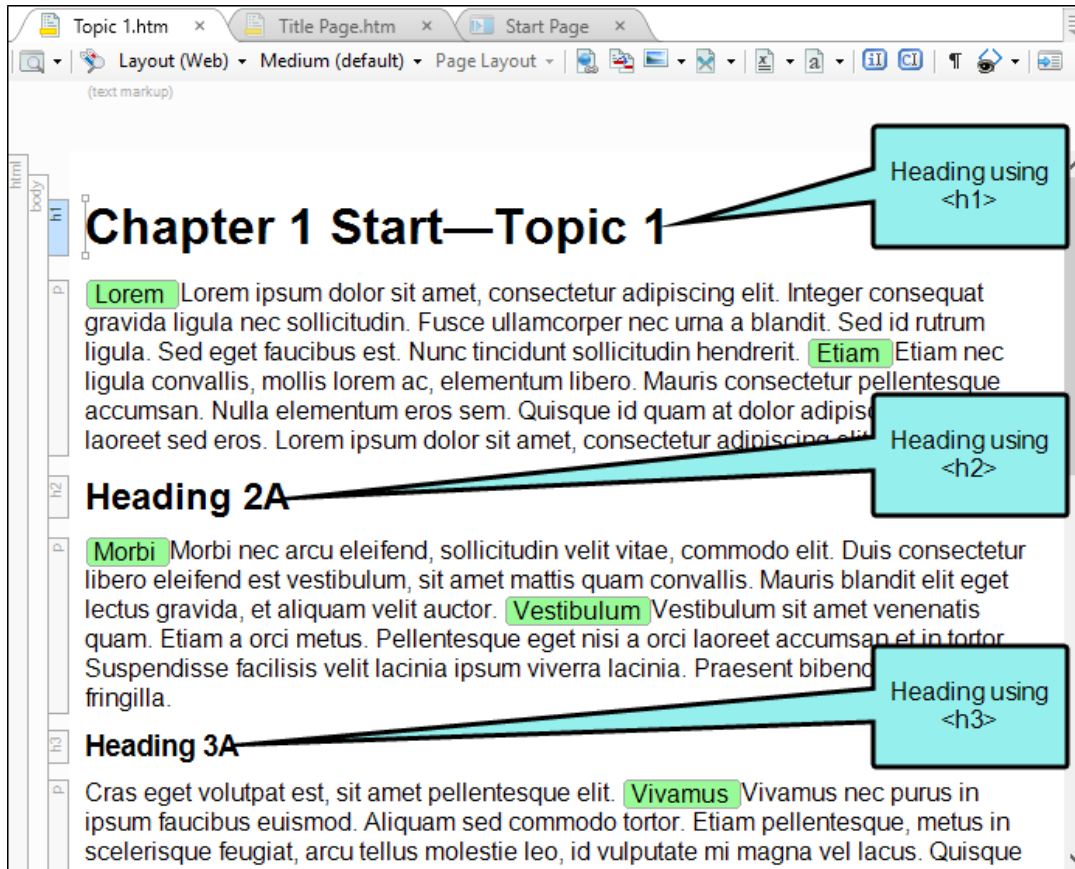 Topic 1.htm × Title Page.htm × Start Page ×
Layout (Web) Medium (default) Page Layout x a iI CI ¶
(text markup)
html
body
h1
Chapter 1 Start—Topic 1
Heading using
<h1>
p
Lorem Lorem ipsum dolor sit amet, consectetur adipiscing elit. Integer consequat
gravida ligula nec sollicitudin. Fusce ullamcorper nec urna a blandit. Sed id rutrum
ligula. Sed eget faucibus est. Nunc tincidunt sollicitudin hendrerit. Etiam Etiam nec
ligula convallis, mollis lorem ac, elementum libero. Mauris consectetur pellentesque
accumsan. Nulla elementum eros sem. Quisque id quam at dolor
laoreet sed eros. Lorem ipsum dolor sit amet, consectetur adipiscing elit
Heading using
<h2>
h2
Heading 2A
p
Morbi Morbi nec arcu eleifend, sollicitudin velit vitae, commodo elit. Duis consectetur
libero eleifend est vestibulum, sit amet mattis quam convallis. Mauris blandit elit eget
lectus gravida, et aliquam velit auctor. Vestibulum Vestibulum sit amet venenatis
quam. Etiam a orci metus. Pellentesque eget nisi a orci laoreet accumsan et in tortor
Suspendisse facilisis velit lacinia ipsum viverra lacinia. Praesent
fringilla.
Heading using
<h3>
h3
Heading 3A
p
Cras eget volutpat est, sit amet pellentesque elit. Vivamus Vivamus nec purus in
ipsum faucibus euismod. Aliquam sed commodo tortor. Etiam pellentesque, metus in
scelerisque feugiat, arcu tellus molestie leo, id vulputate mi magna vel lacus. Quisque